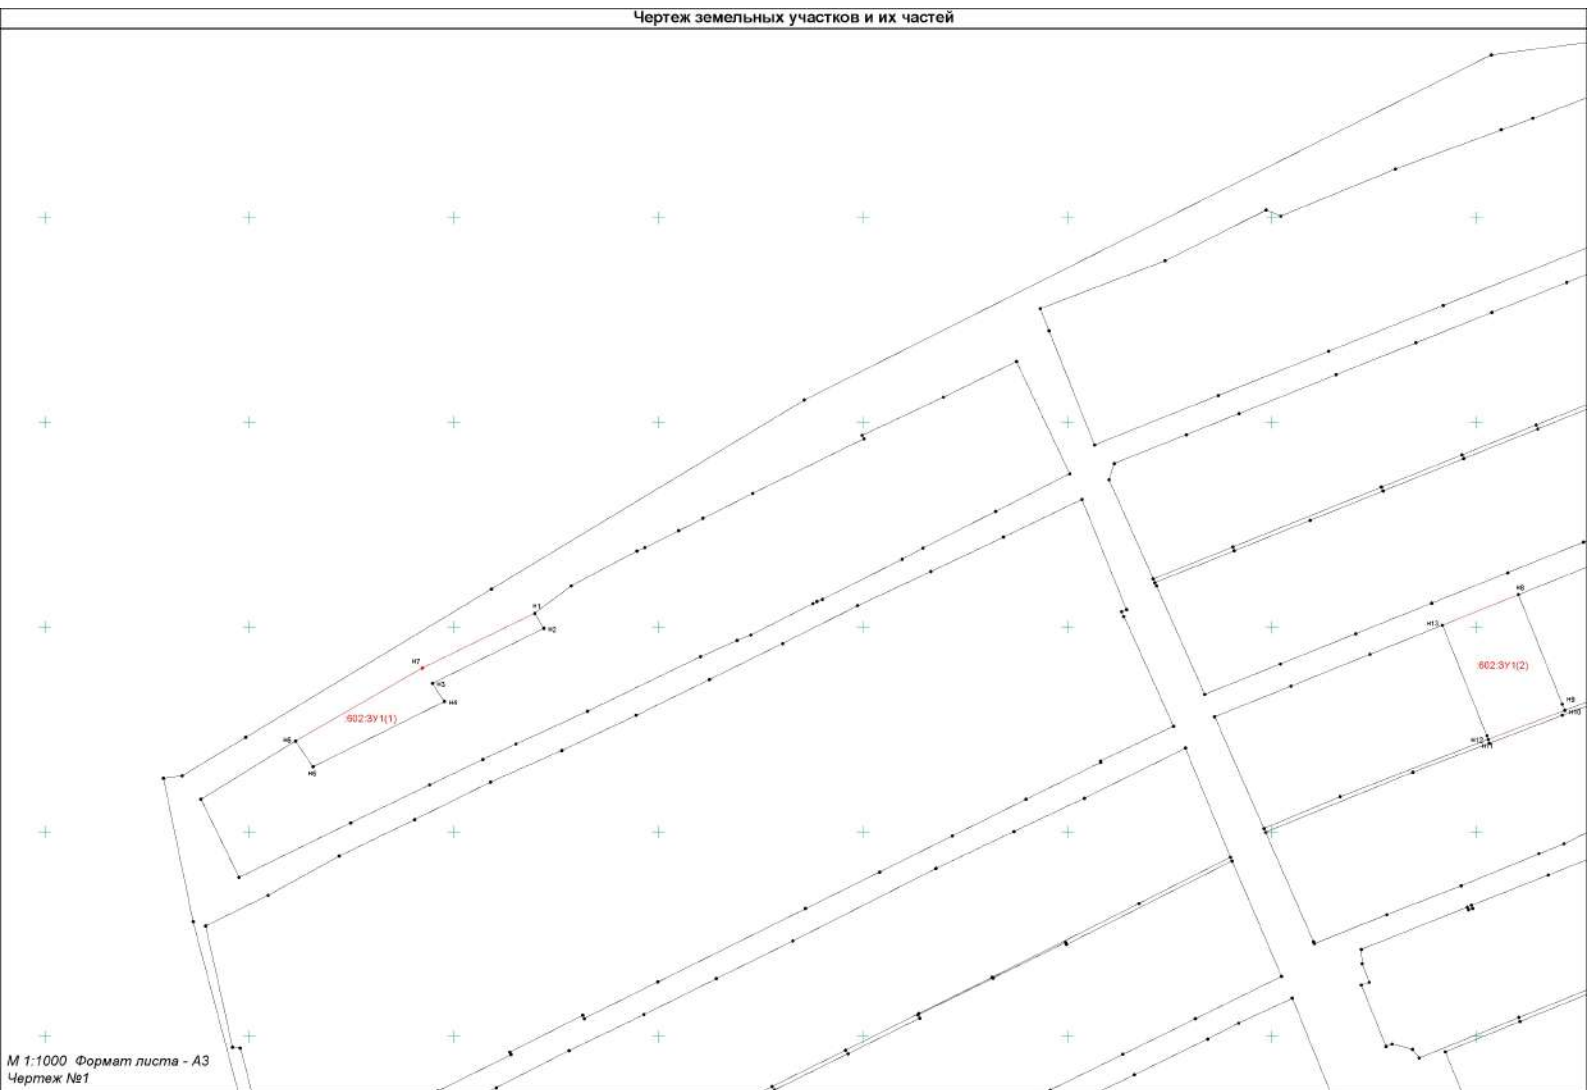 Чертеж земельных участков и их частей
н1
н2
н7
н3
н4
:602:ЗУ1(1)
н5
н6
н8
н13
:602:ЗУ1(2)
н9
н10
н12
н11
М 1:1000 Формат листа - А3
Чертеж №1